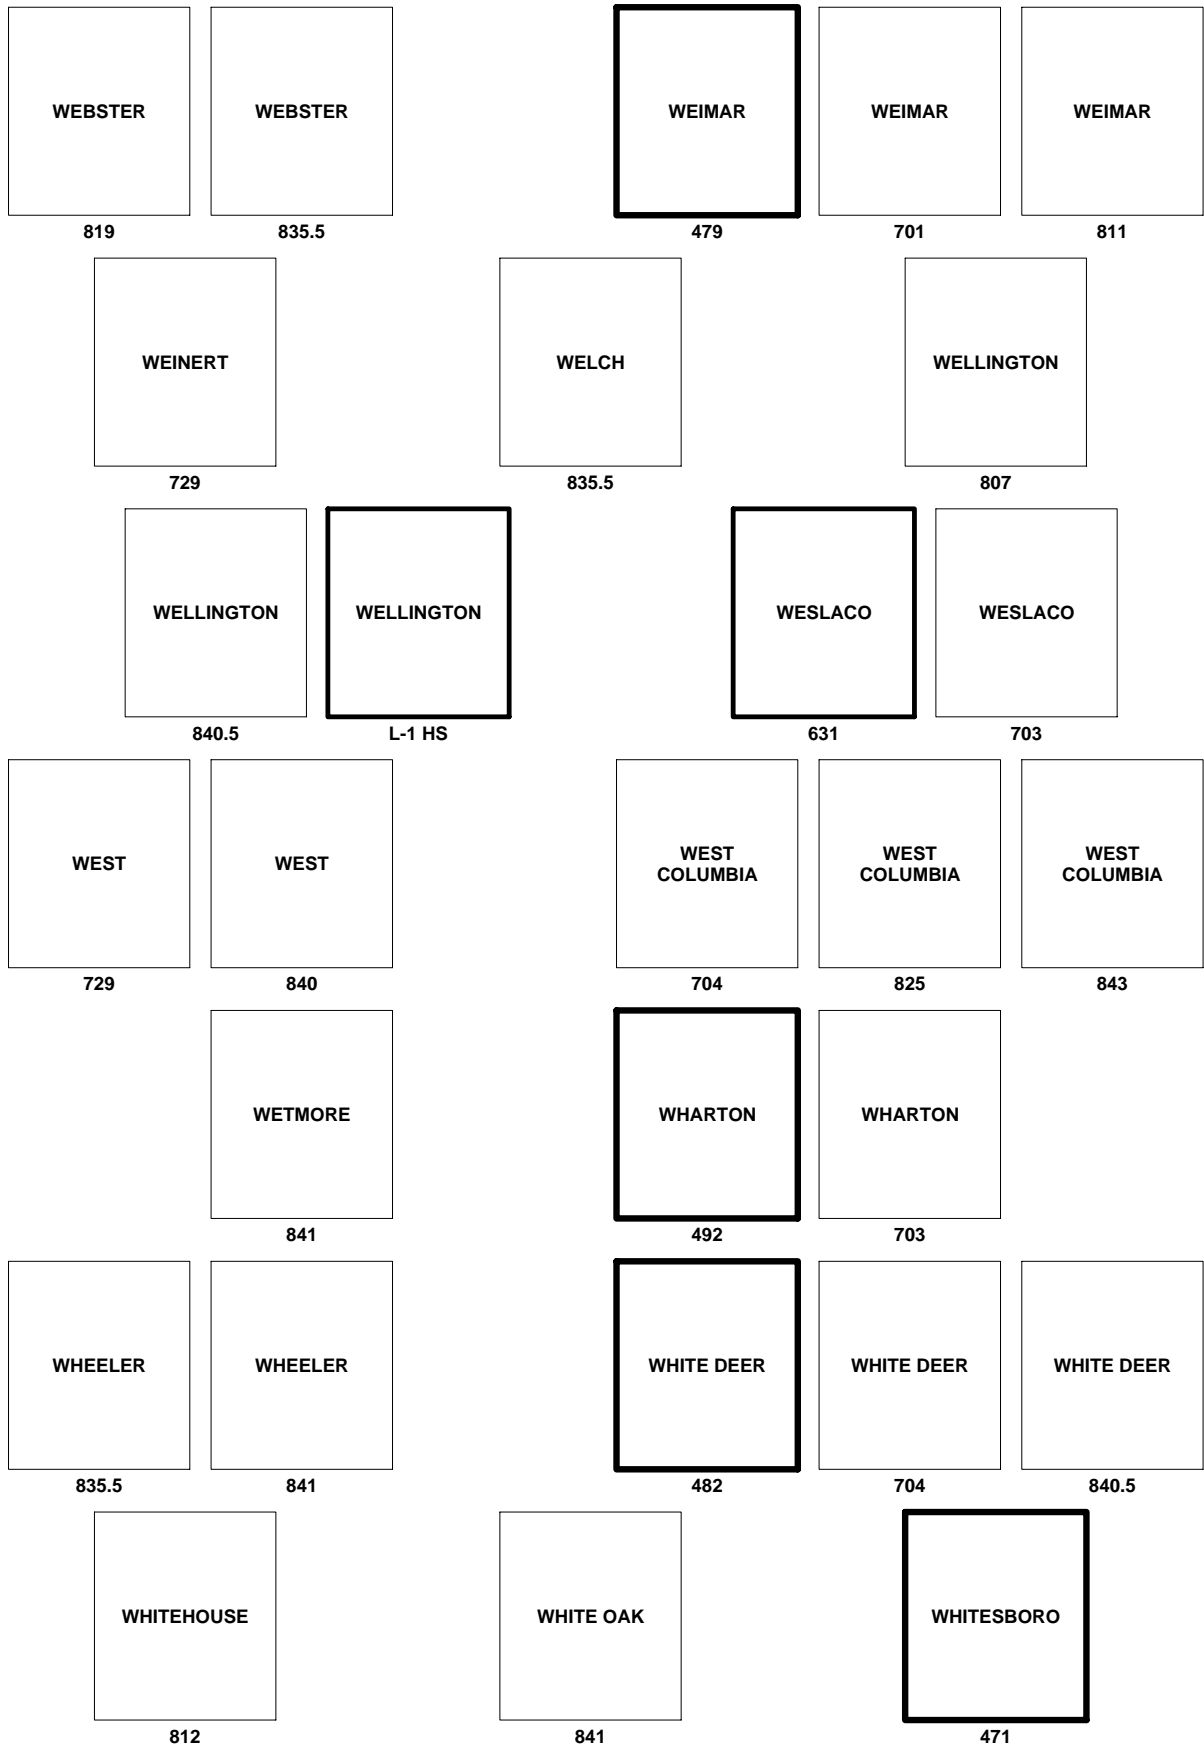 WEBSTER WEBSTER WEIMAR WEIMAR WEIMAR
819 835.5 479 701 811
WEINERT WELCH WELLINGTON
729 835.5 807
WELLINGTON WELLINGTON WESLACO WESLACO
840.5 L-1 HS 631 703
WEST WEST WEST COLUMBIA WEST COLUMBIA WEST COLUMBIA
729 840 704 825 843
WETMORE WHARTON WHARTON
841 492 703
WHEELER WHEELER WHITE DEER WHITE DEER WHITE DEER
835.5 841 482 704 840.5
WHITEHOUSE WHITE OAK WHITESBORO
812 841 471